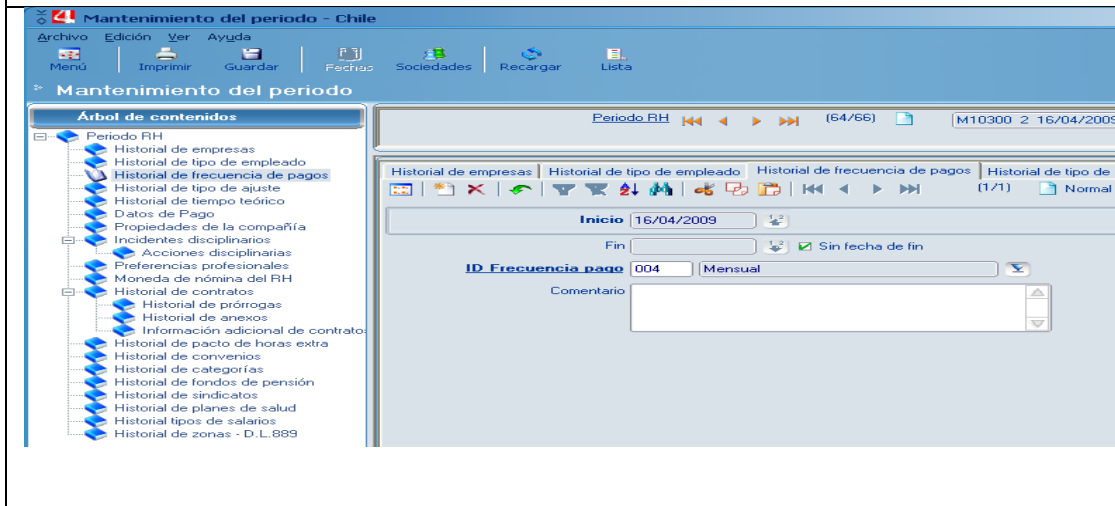 Mantenimiento del periodo - Chile
Archivo Edición Ver Ayuda
Menú Imprimir Guardar Fechas Sociedades Recargar Lista
Mantenimiento del periodo
Árbol de contenidos
Periodo RH
Historial de empresas
Historial de tipo de empleado
Historial de frecuencia de pagos
Historial de tipo de ajuste
Historial de tiempo teórico
Datos de Pago
Propiedades de la compañía
Incidentes disciplinarios
Acciones disciplinarias
Preferencias profesionales
Moneda de nómina del RH
Historial de contratos
Historial de prórrogas
Historial de anexos
Información adicional de contrato
Historial de pacto de horas extra
Historial de convenios
Historial de categorías
Historial de fondos de pensión
Historial de sindicatos
Historial de planes de salud
Historial tipos de salarios
Historial de zonas - D.L.889
Periodo RH (64/66) M10300 2 16/04/2009
Historial de empresas Historial de tipo de empleado Historial de frecuencia de pagos Historial de tipo de
(1/1) Normal
Inicio 16/04/2009
Fin Sin fecha de fin
ID Frecuencia pago 004 Mensual
Comentario